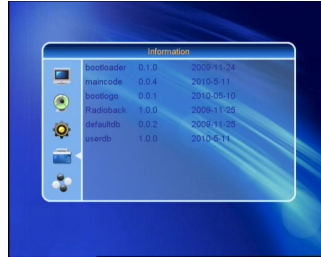 Information
bootloader 0.1.0 2009-11-24
maincode 0.0.4 2010-5-11
bootlogo 0.0.1 2010-05-10
Radioback 1.0.0 2009-11-25
defaultdb 0.0.2 2009-11-25
userdb 1.0.0 2010-5-11